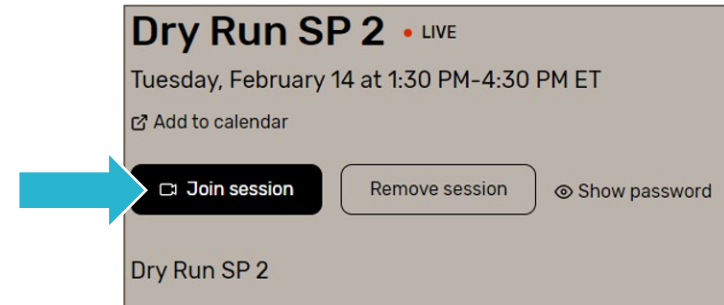 Dry Run SP 2 • LIVE
Tuesday, February 14 at 1:30 PM-4:30 PM ET
Add to calendar
Join session Remove session Show password
Dry Run SP 2